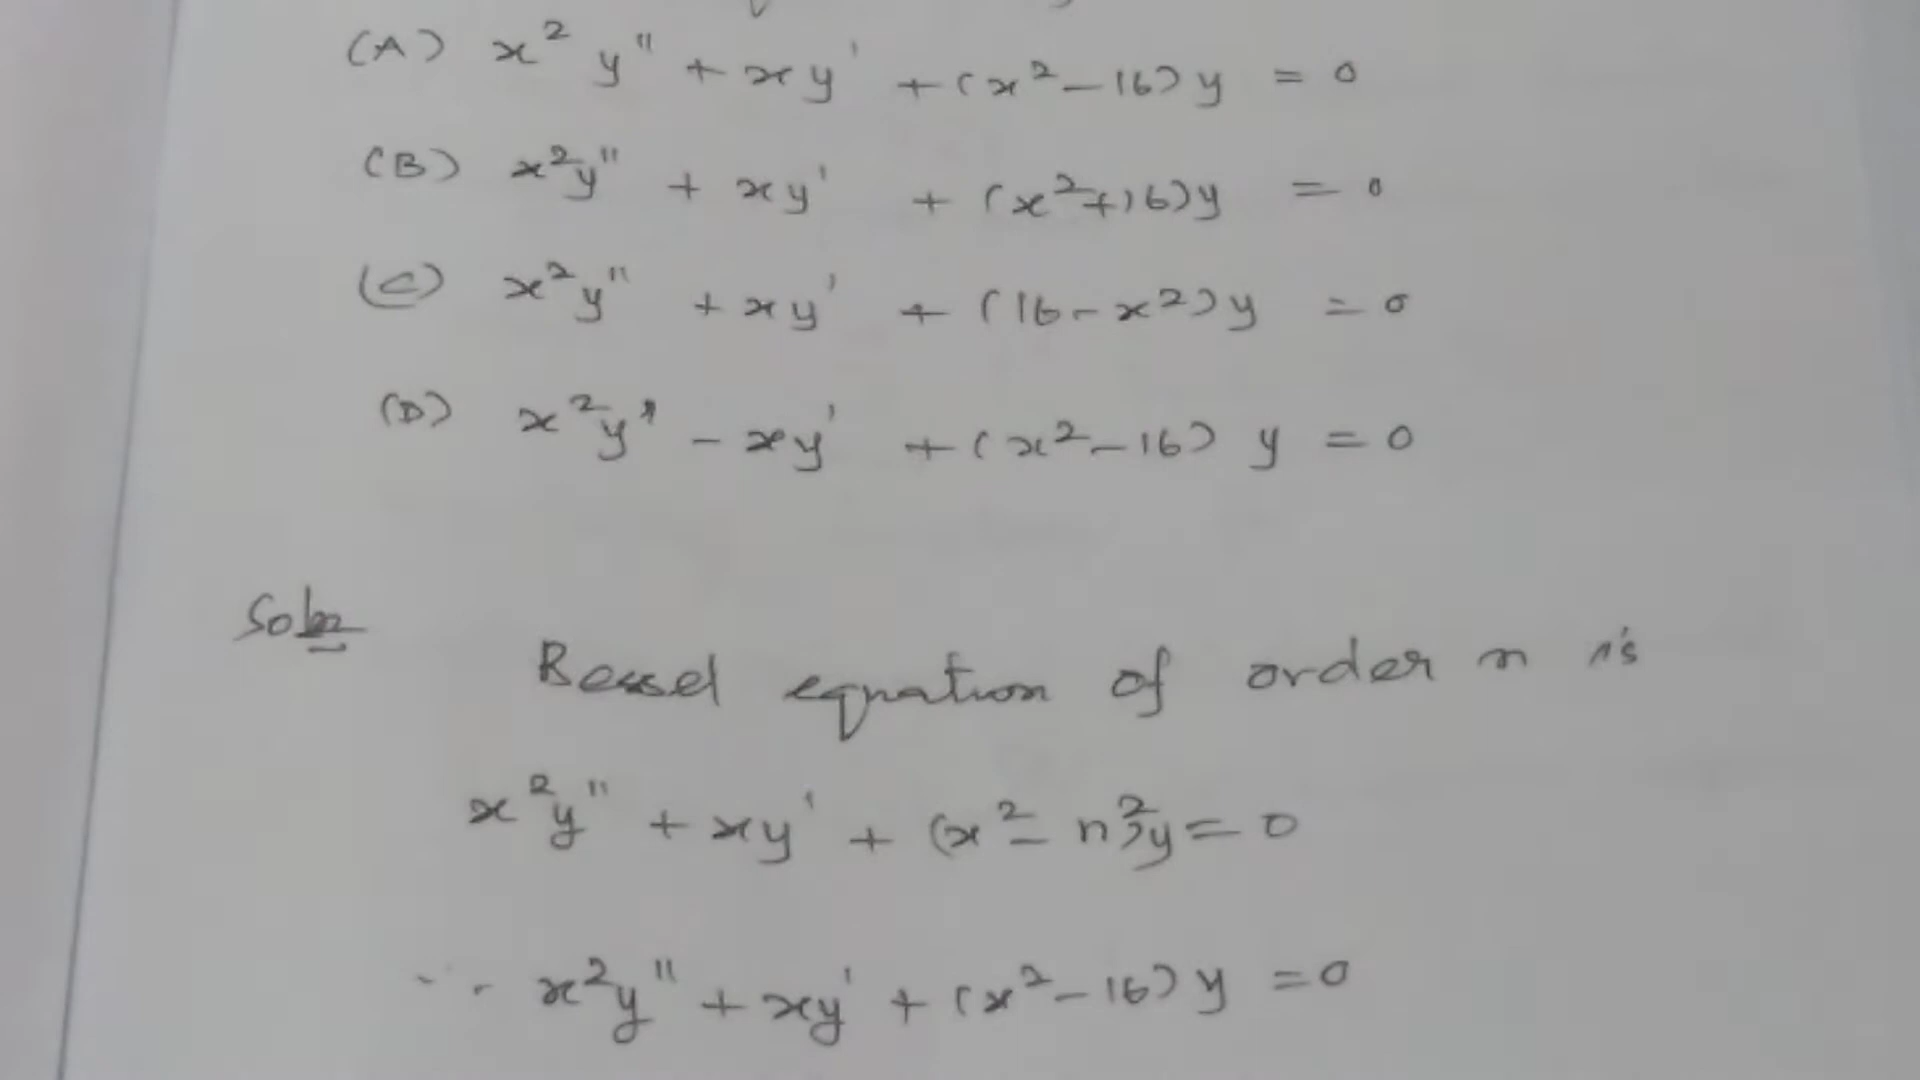 (A) x² y'' + xy' + (x² - 16) y = 0
(B) x²y'' + xy' + (x² + 16)y = 0
(C) x²y'' + xy' + (16 - x²)y = 0
(D) x²y'' - xy' + (x² - 16) y = 0
Soln
Bessel equation of order n is
x²y'' + xy' + (x² - n²)y = 0
∴ x²y'' + xy' + (x² - 16) y = 0